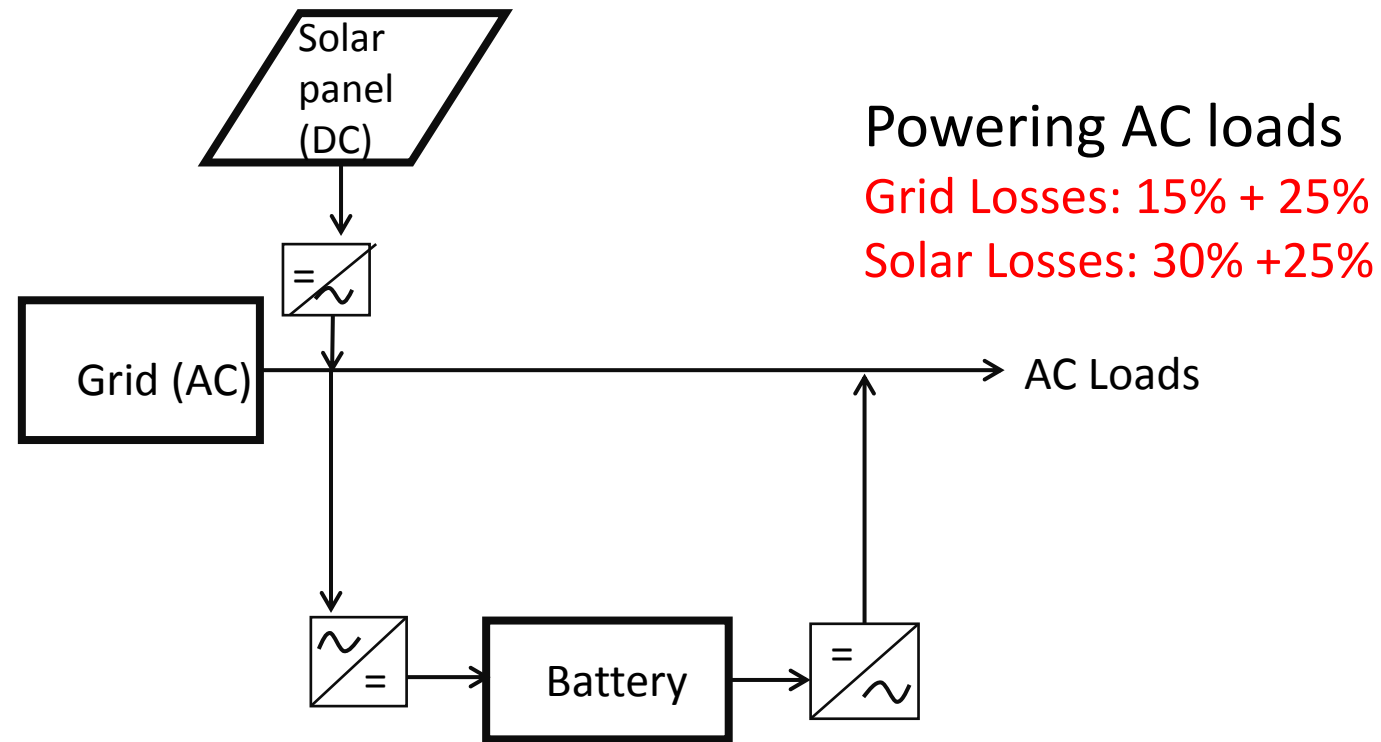 Solar
panel
(DC)
Powering AC loads
Grid Losses: 15% + 25%
Solar Losses: 30% +25%
=
Grid (AC)
AC Loads
=
Battery
=